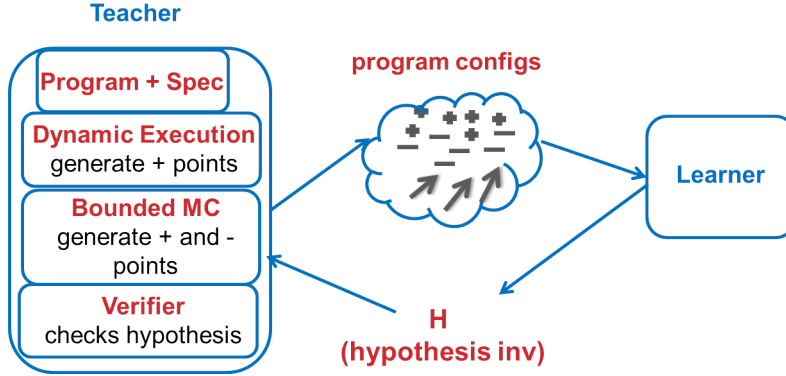 Teacher
Program + Spec
Dynamic Execution
generate + points
Bounded MC
generate + and -
points
Verifier
checks hypothesis
program configs
Learner
H
(hypothesis inv)